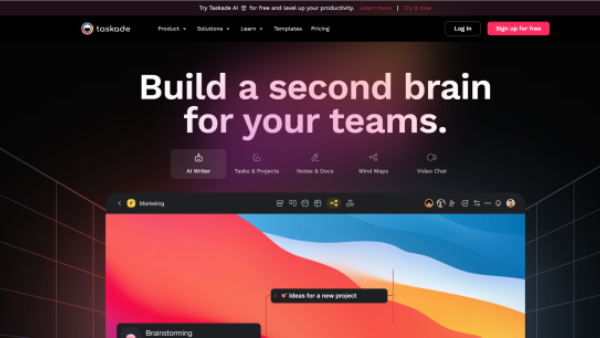 Try Taskade AI for free and level up your productivity. Learn more | Try it now
taskade Product Solutions Learn Templates Pricing Log In Sign up for free
Build a second brain
for your teams.
AI Writer Tasks & Projects Notes & Docs Mind Maps Video Chat
Marketing
Ideas for a new project
Brainstorming